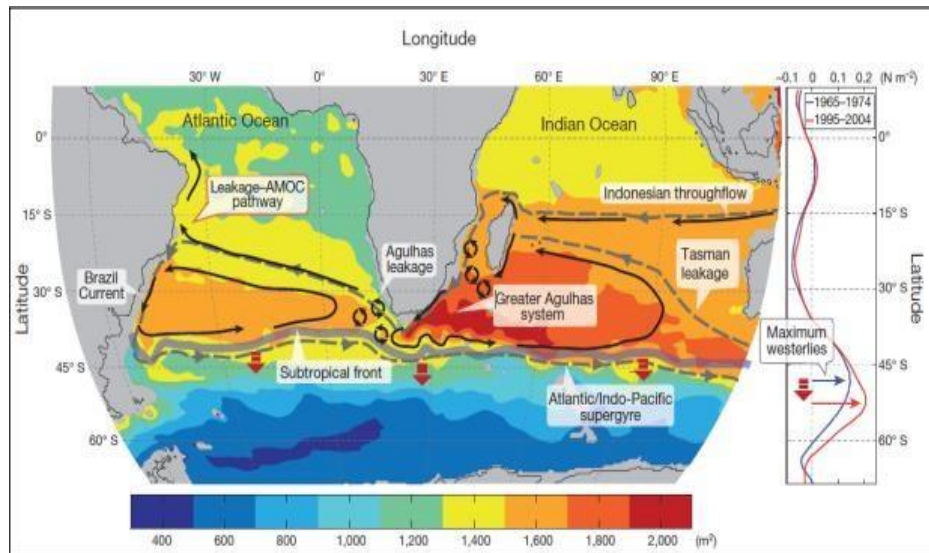 Longitude
30° W
0°
30° E
60° E
90° E
–0.1 0 0.1 0.2 (N m⁻²)
1965–1974
1995–2004
Atlantic Ocean
Indian Ocean
0°
0°
Leakage–AMOC
pathway
Indonesian throughflow
15° S
15° S
Agulhas
leakage
Tasman
leakage
Brazil
Current
30° S
30° S
Greater Agulhas
system
Latitude
Latitude
Maximum
westerlies
Subtropical front
45° S
45° S
Atlantic/Indo-Pacific
supergyre
60° S
60° S
400 800 1,000 1,200 1,300 1,400 1,600 1,800 2,000 (m²)